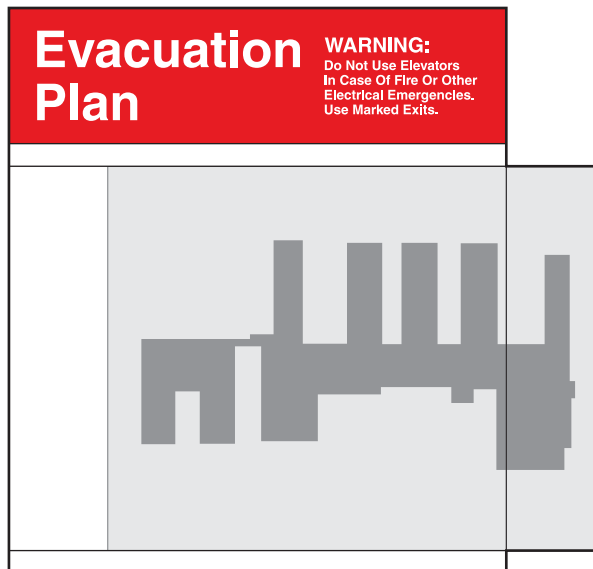 Evacuation
Plan
WARNING:
Do Not Use Elevators
In Case Of Fire Or Other
Electrical Emergencies.
Use Marked Exits.